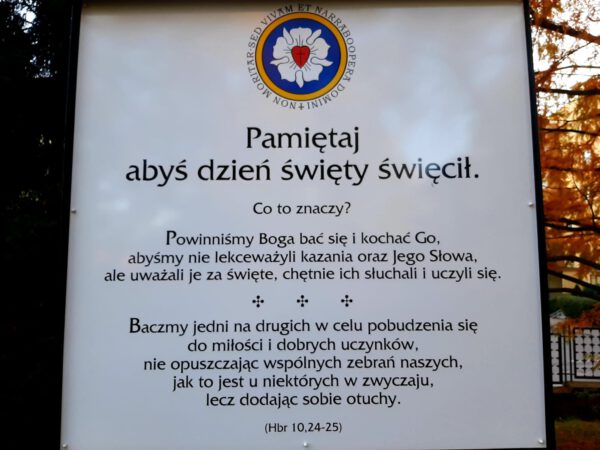 NON MORIAR SED VIVAM ET NARRABO OPERA DOMINI
Pamiętaj
abyś dzień święty święcił.
Co to znaczy?
Powinniśmy Boga bać się i kochać Go,
abyśmy nie lekceważyli kazania oraz Jego Słowa,
ale uważali je za święte, chętnie ich słuchali i uczyli się.
Baczmy jedni na drugich w celu pobudzenia się
do miłości i dobrych uczynków,
nie opuszczając wspólnych zebrań naszych,
jak to jest u niektórych w zwyczaju,
lecz dodając sobie otuchy.
(Hbr 10,24-25)